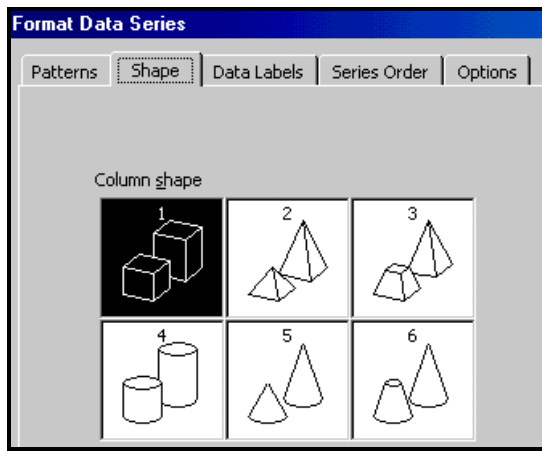 Format Data Series
Patterns Shape Data Labels Series Order Options
Column shape
1 2 3
4 5 6